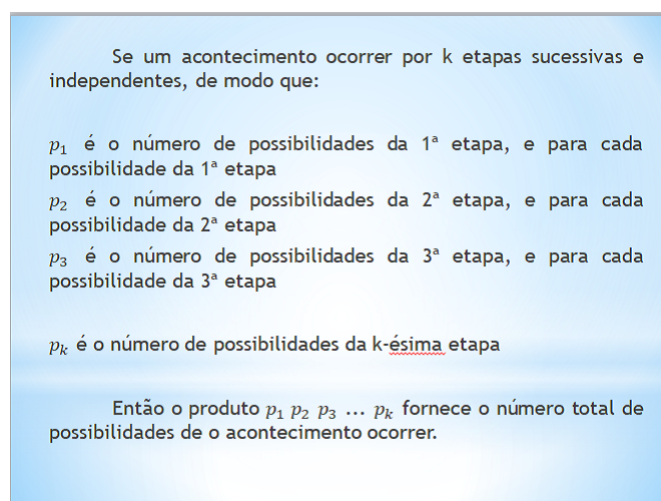 Se um acontecimento ocorrer por k etapas sucessivas e
independentes, de modo que:
p₁ é o número de possibilidades da 1ª etapa, e para cada
possibilidade da 1ª etapa
p₂ é o número de possibilidades da 2ª etapa, e para cada
possibilidade da 2ª etapa
p₃ é o número de possibilidades da 3ª etapa, e para cada
possibilidade da 3ª etapa
pₖ é o número de possibilidades da k-ésima etapa
Então o produto p₁ p₂ p₃ ... pₖ fornece o número total de
possibilidades de o acontecimento ocorrer.